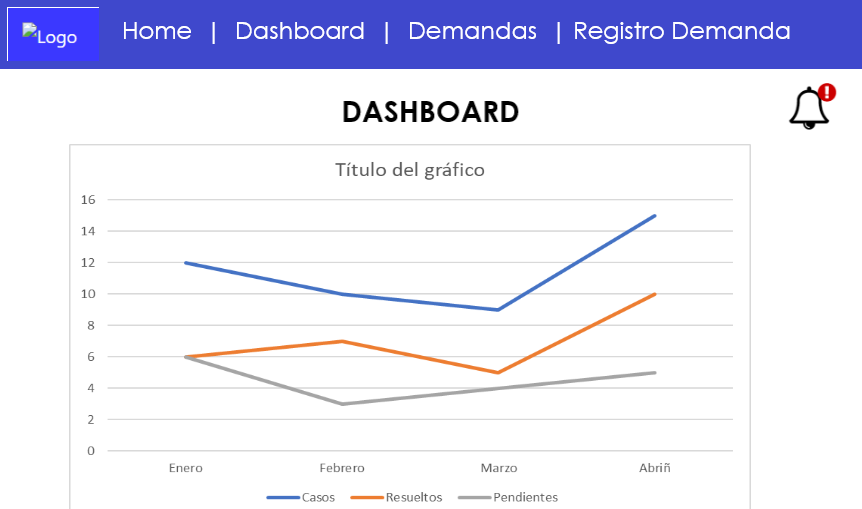 Logo Home | Dashboard | Demandas | Registro Demanda
!
DASHBOARD
Título del gráfico
16
14
12
10
8
6
4
2
0
Enero Febrero Marzo Abriñ
Casos Resueltos Pendientes